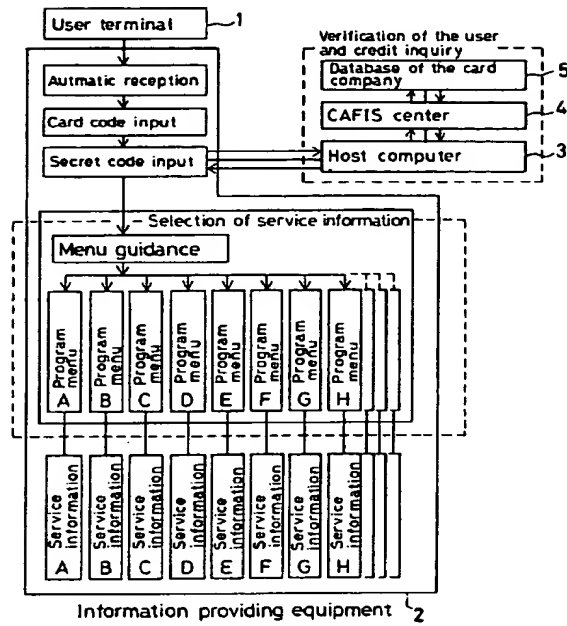 User terminal
1
Verification of the user
and credit inquiry
Autmatic reception
Database of the card
company
5
Card code input
CAFIS center
4
Secret code input
Host computer
3
Selection of service information
Menu guidance
Program menu
A
Program menu
B
Program menu
C
Program menu
D
Program menu
E
Program menu
F
Program menu
G
Program menu
H
Service information
A
Service information
B
Service information
C
Service information
D
Service information
E
Service information
F
Service information
G
Service information
H
Information providing equipment
2